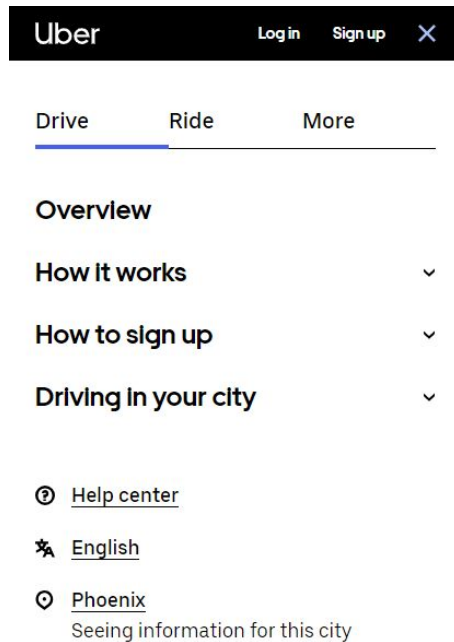 Uber Log in Sign up
Drive Ride More
Overview
How it works
How to sign up
Driving in your city
Help center
English
Phoenix
Seeing information for this city